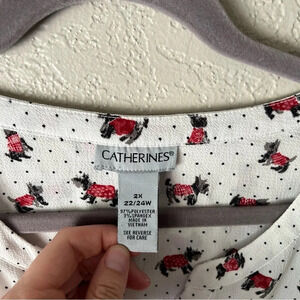 CATHERINES®
2X
22/24W
97% POLYESTER
3% SPANDEX
MADE IN
VIETNAM
SEE REVERSE
FOR CARE